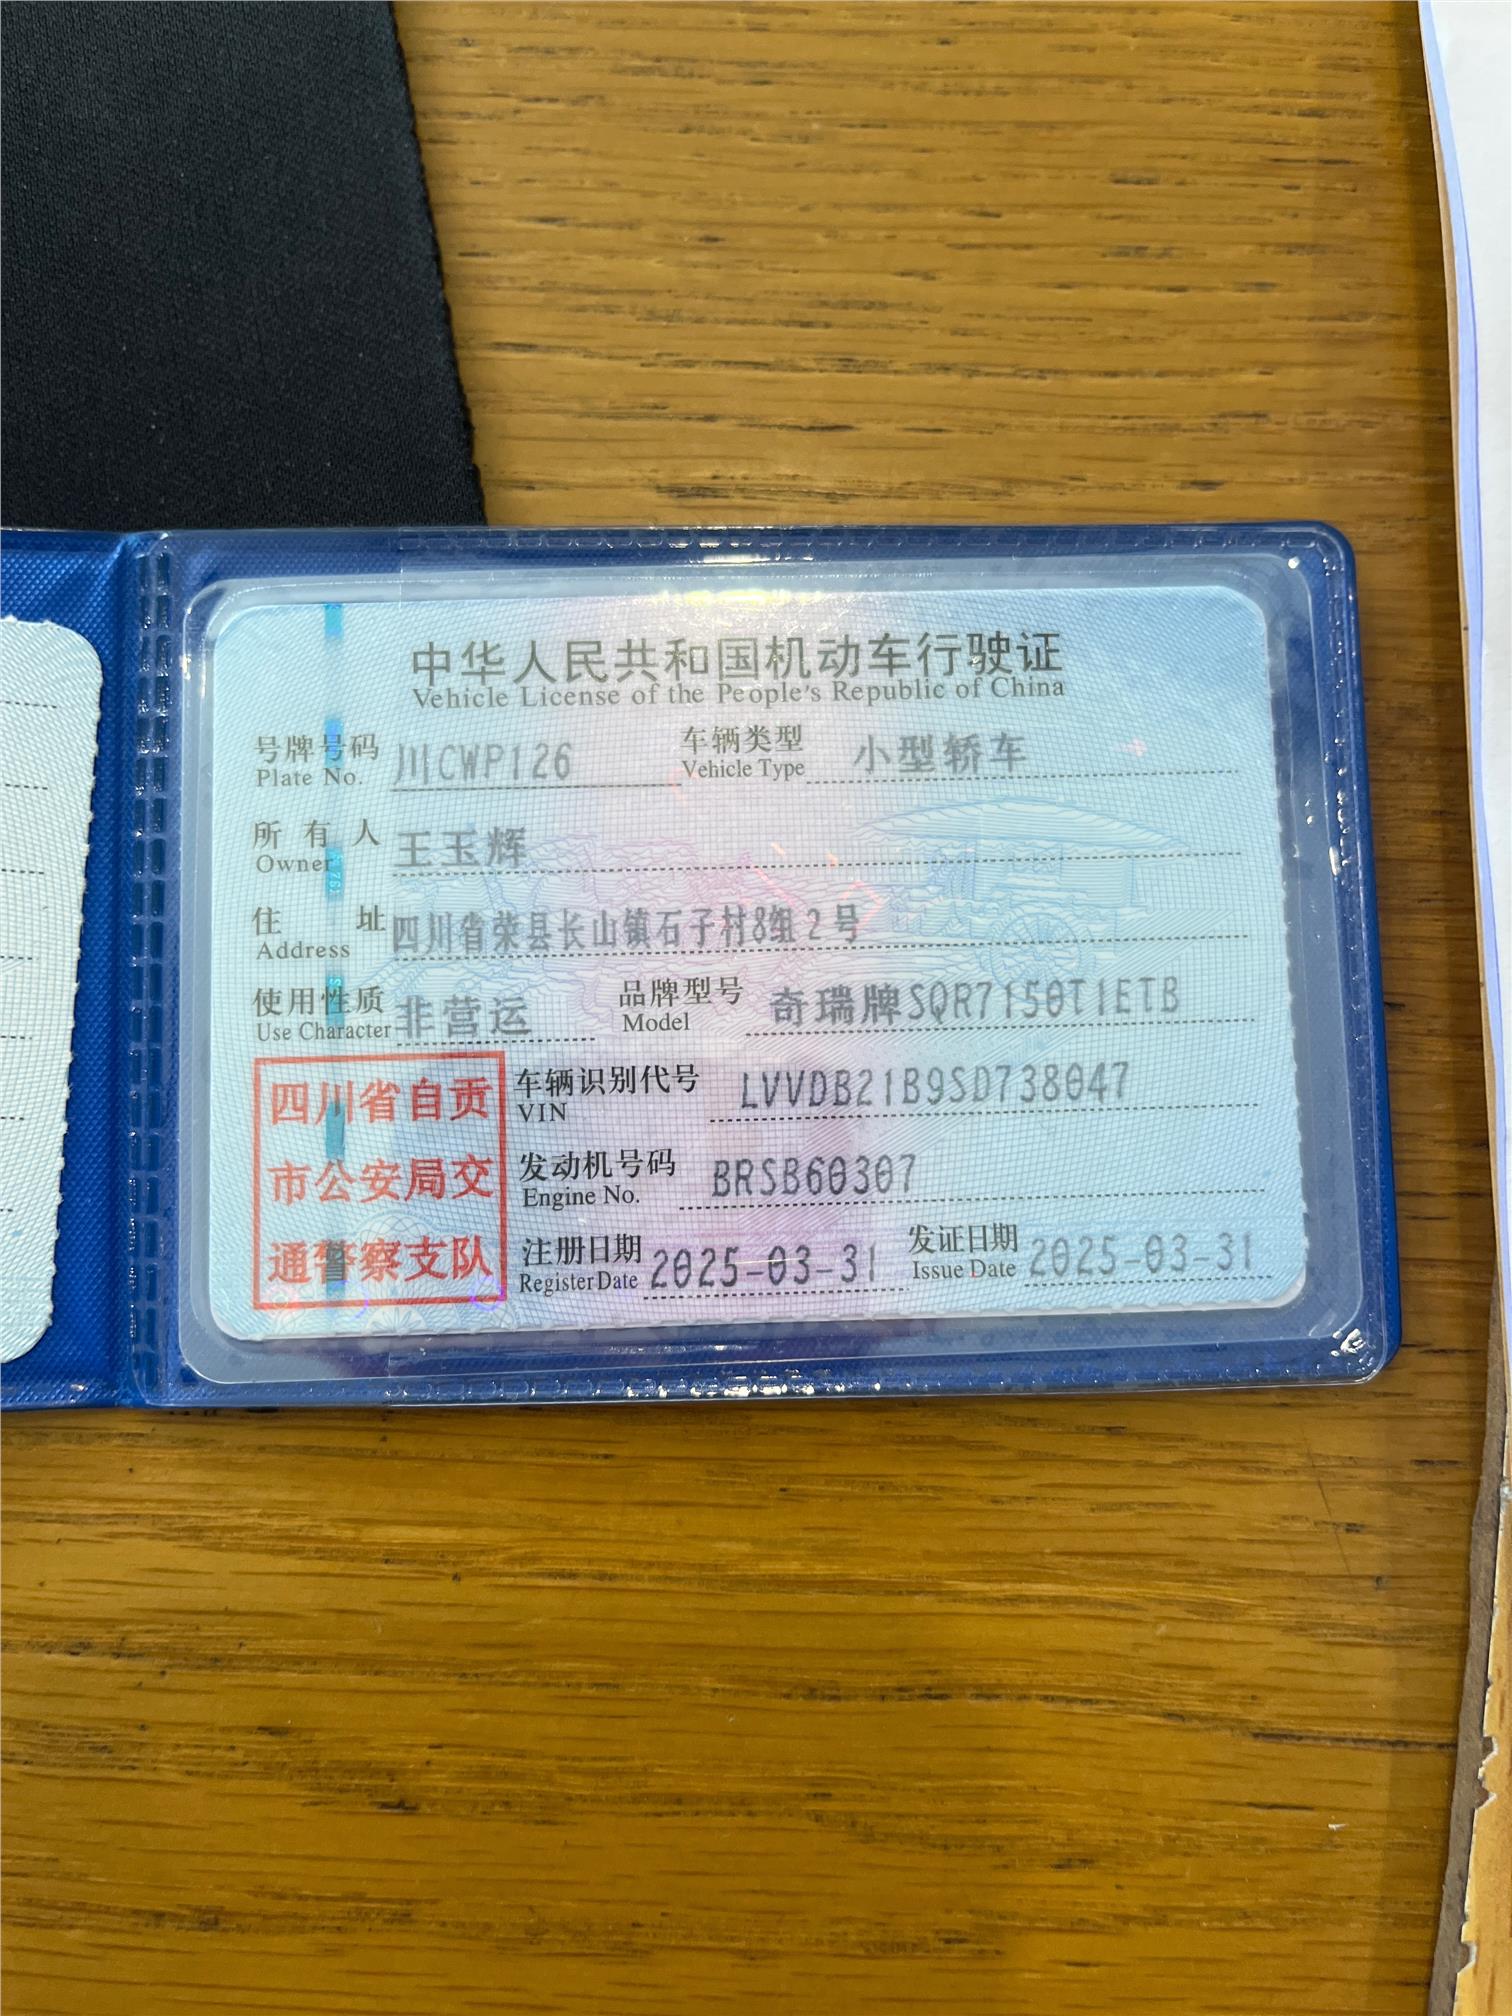 中华人民共和国机动车行驶证
Vehicle License of the People's Republic of China
号牌号码 川CWP126 车辆类型 小型轿车
Plate No. Vehicle Type
所有人 王玉辉
Owner
住址 四川省荣县长山镇石子村8组2号
Address
使用性质 非营运 品牌型号 奇瑞牌SQR7150T1ETB
Use Character Model
四川省自贡
市公安局交
通警察支队
车辆识别代号 LVVDB21B9SD738047
VIN
发动机号码 BRSB60307
Engine No.
注册日期 2025-03-31 发证日期 2025-03-31
Register Date Issue Date